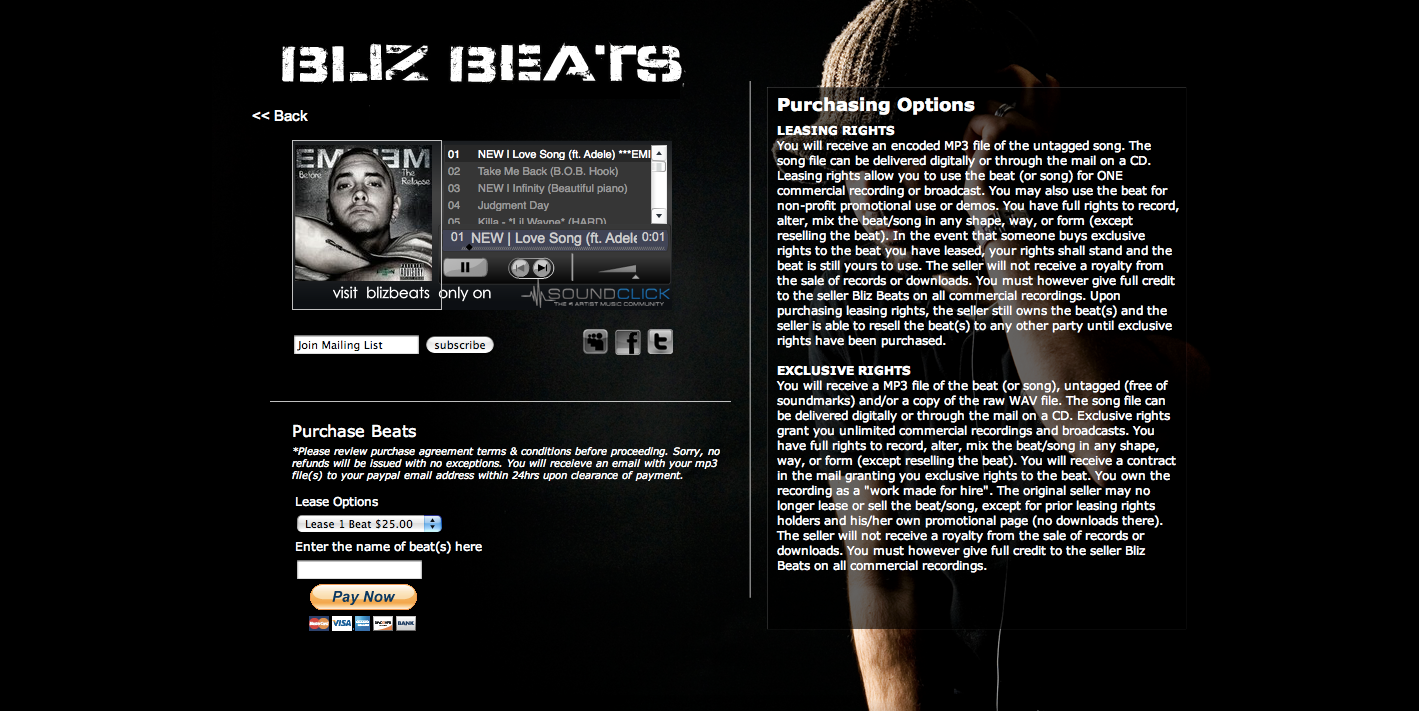 BLIZ BEATS
<< Back
EMINEM
Before
The
Relapse
01 NEW I Love Song (ft. Adele) ***EMI
02 Take Me Back (B.O.B. Hook)
03 NEW I Infinity (Beautiful piano)
04 Judgment Day
05 Killa - *Lil Wayne* (HARD)
01 NEW | Love Song (ft. Adele 0:01
visit blizbeats only on
SOUNDCLICK
THE #1 ARTIST MUSIC COMMUNITY
Join Mailing List
subscribe
Purchase Beats
*Please review purchase agreement terms & conditions before proceeding. Sorry, no
refunds will be issued with no exceptions. You will receieve an email with your mp3
file(s) to your paypal email address within 24hrs upon clearance of payment.
Lease Options
Lease 1 Beat $25.00
Enter the name of beat(s) here
Pay Now
VISA
BANK
Purchasing Options
LEASING RIGHTS
You will receive an encoded MP3 file of the untagged song. The
song file can be delivered digitally or through the mail on a CD.
Leasing rights allow you to use the beat (or song) for ONE
commercial recording or broadcast. You may also use the beat for
non-profit promotional use or demos. You have full rights to record,
alter, mix the beat/song in any shape, way, or form (except
reselling the beat). In the event that someone buys exclusive
rights to the beat you have leased, your rights shall stand and the
beat is still yours to use. The seller will not receive a royalty from
the sale of records or downloads. You must however give full credit
to the seller Bliz Beats on all commercial recordings. Upon
purchasing leasing rights, the seller still owns the beat(s) and the
seller is able to resell the beat(s) to any other party until exclusive
rights have been purchased.
EXCLUSIVE RIGHTS
You will receive a MP3 file of the beat (or song), untagged (free of
soundmarks) and/or a copy of the raw WAV file. The song file can
be delivered digitally or through the mail on a CD. Exclusive rights
grant you unlimited commercial recordings and broadcasts. You
have full rights to record, alter, mix the beat/song in any shape,
way, or form (except reselling the beat). You will receive a contract
in the mail granting you exclusive rights to the beat. You own the
recording as a "work made for hire". The original seller may no
longer lease or sell the beat/song, except for prior leasing rights
holders and his/her own promotional page (no downloads there).
The seller will not receive a royalty from the sale of records or
downloads. You must however give full credit to the seller Bliz
Beats on all commercial recordings.